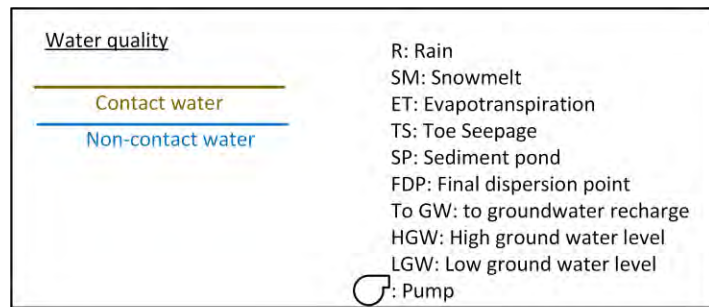 Water quality
Contact water
Non-contact water
R: Rain
SM: Snowmelt
ET: Evapotranspiration
TS: Toe Seepage
SP: Sediment pond
FDP: Final dispersion point
To GW: to groundwater recharge
HGW: High ground water level
LGW: Low ground water level
: Pump